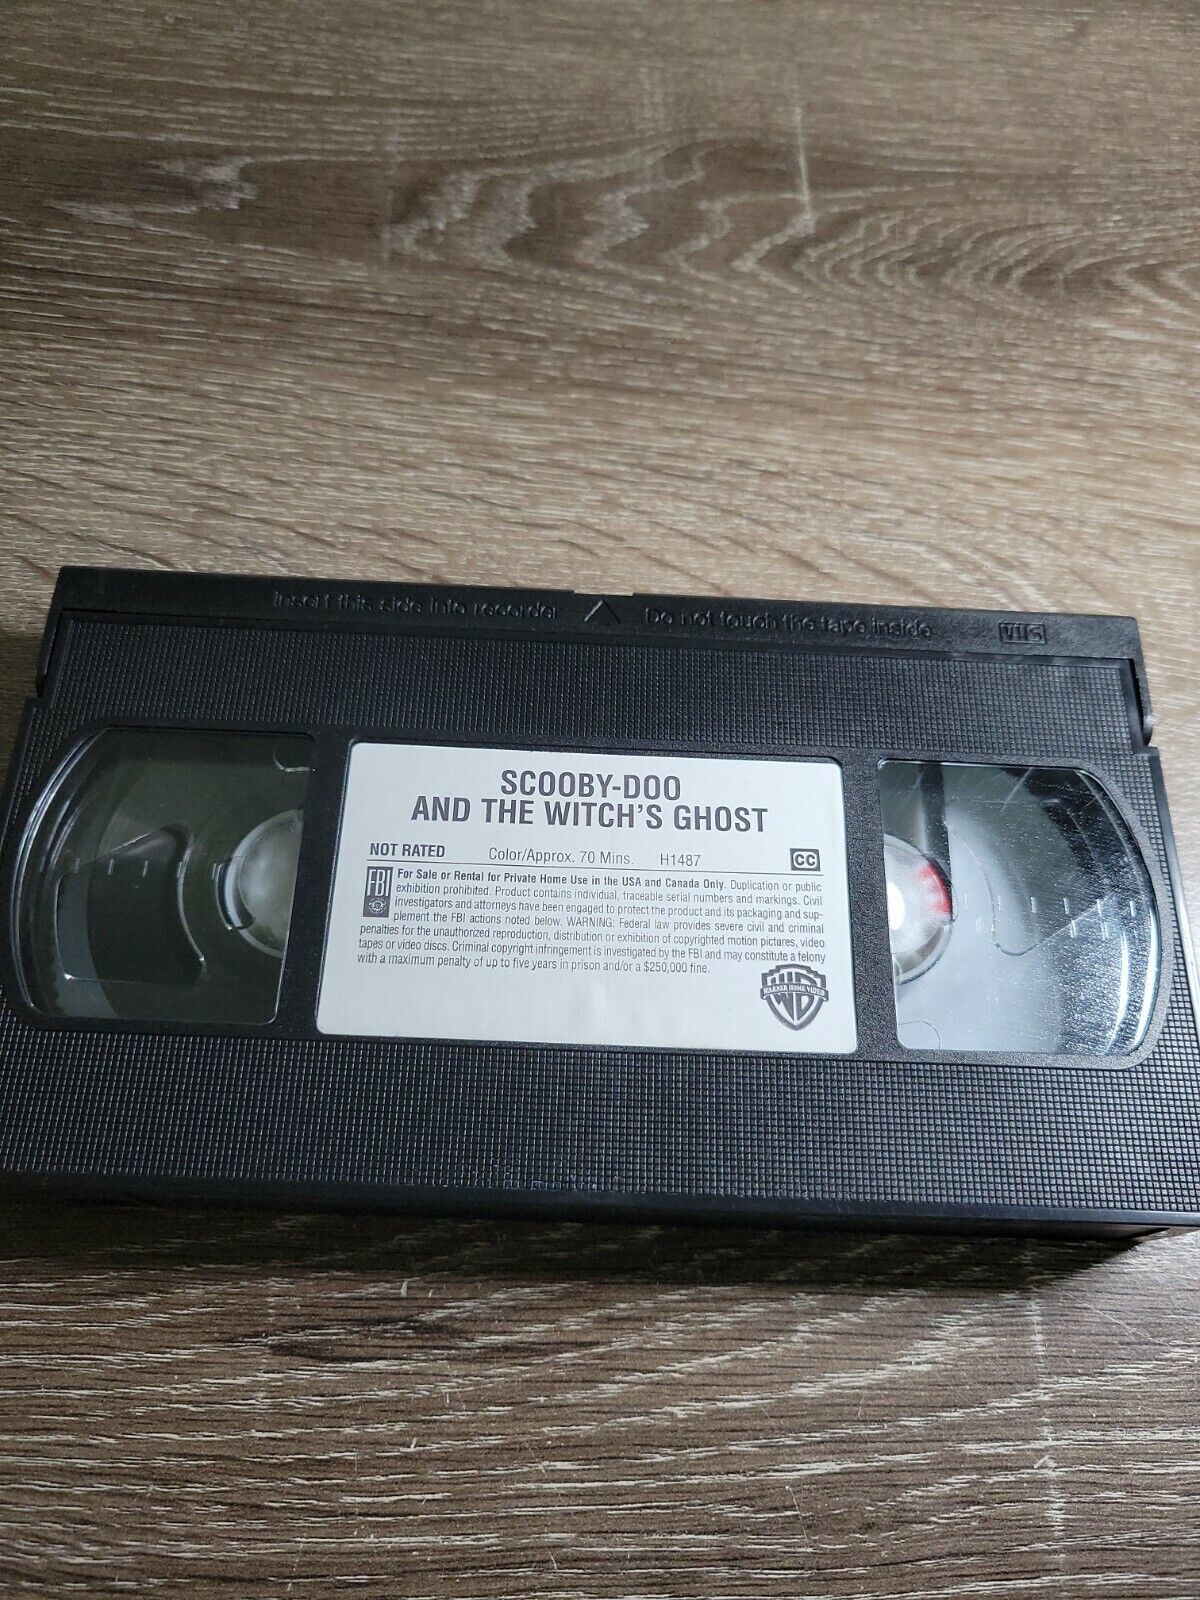 Insert this side into recorder △ Do not touch the tape inside VHS
SCOOBY-DOO
AND THE WITCH'S GHOST
NOT RATED Color/Approx. 70 Mins. H1487 CC
FBI For Sale or Rental for Private Home Use in the USA and Canada Only. Duplication or public
exhibition prohibited. Product contains individual, traceable serial numbers and markings. Civil
investigators and attorneys have been engaged to protect the product and its packaging and sup-
plement the FBI actions noted below. WARNING: Federal law provides severe civil and criminal
penalties for the unauthorized reproduction, distribution or exhibition of copyrighted motion pictures, video
tapes or video discs. Criminal copyright infringement is investigated by the FBI and may constitute a felony
with a maximum penalty of up to five years in prison and/or a $250,000 fine.
WARNER HOME VIDEO